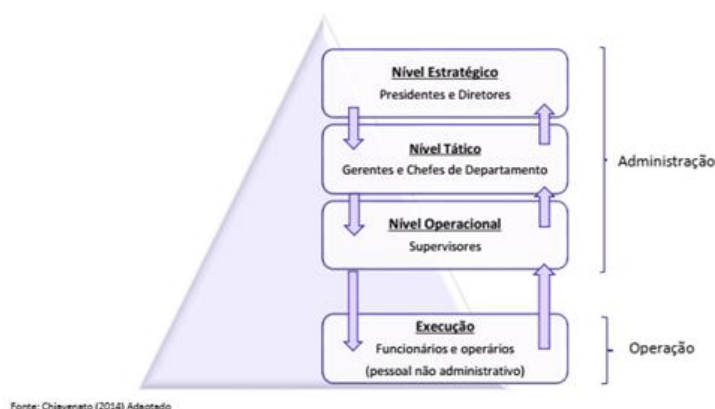 Nível Estratégico
Presidentes e Diretores
Nível Tático
Gerentes e Chefes de Departamento
Administração
Nível Operacional
Supervisores
Execução
Funcionários e operários
(pessoal não administrativo)
Operação
Fonte: Chiavenato (2014) Adaptado